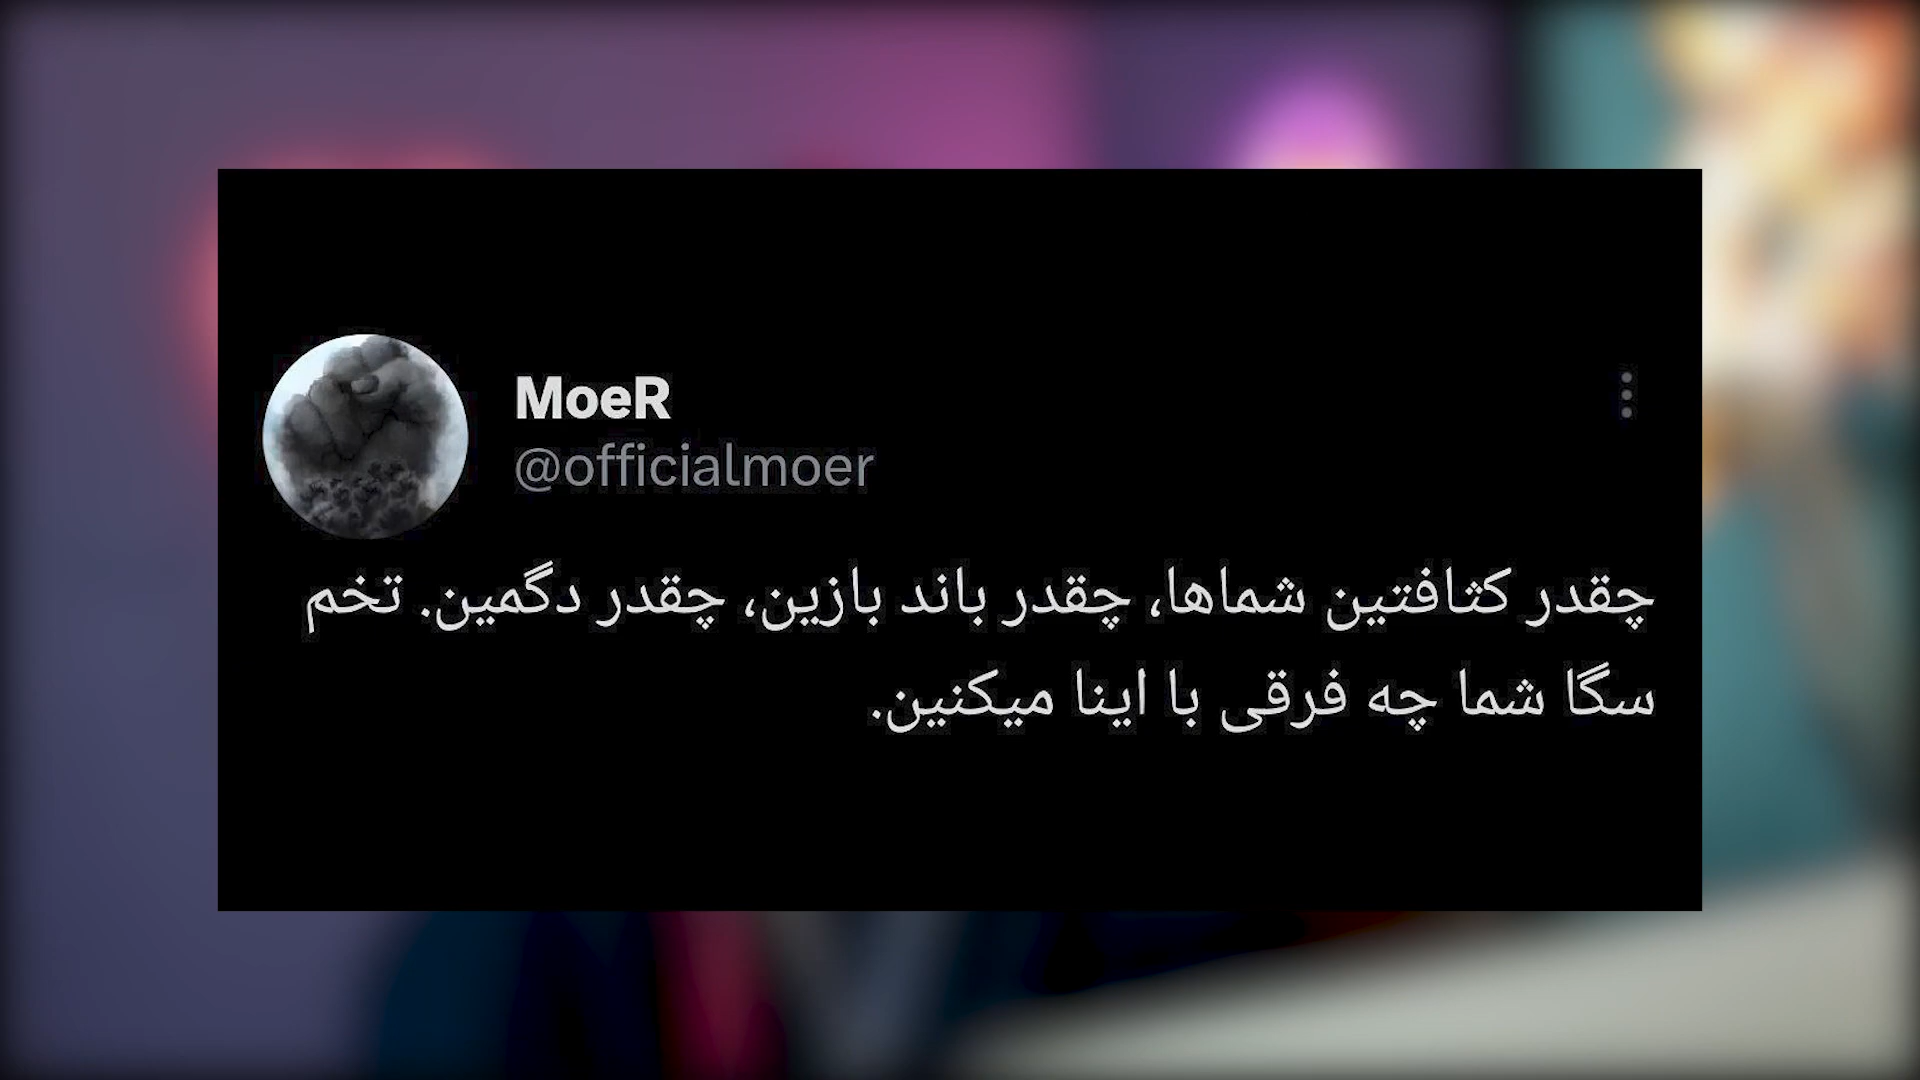 MoeR
@officialmoer
چقدر کثافتین شماها، چقدر باند بازین، چقدر دگمین. تخم
سگا شما چه فرقی با اینا میکنین.